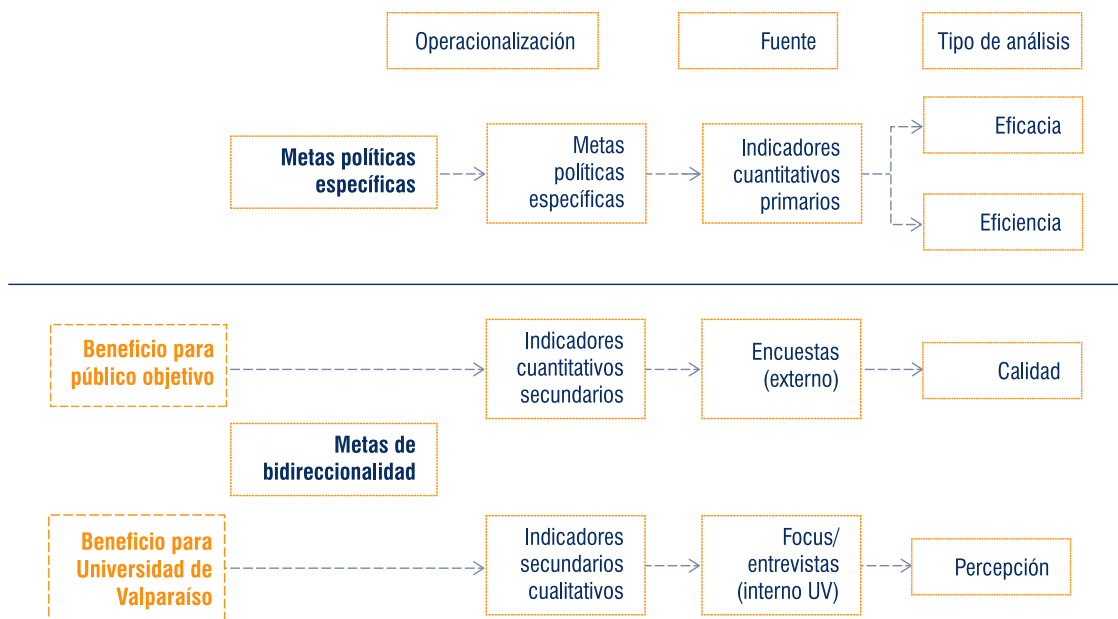 Operacionalización
Fuente
Tipo de análisis
Metas políticas
específicas
Metas
políticas
específicas
Indicadores
cuantitativos
primarios
Eficacia
Eficiencia
Beneficio para
público objetivo
Indicadores
cuantitativos
secundarios
Encuestas
(externo)
Calidad
Metas de
bidireccionalidad
Beneficio para
Universidad de
Valparaíso
Indicadores
secundarios
cualitativos
Focus/
entrevistas
(interno UV)
Percepción